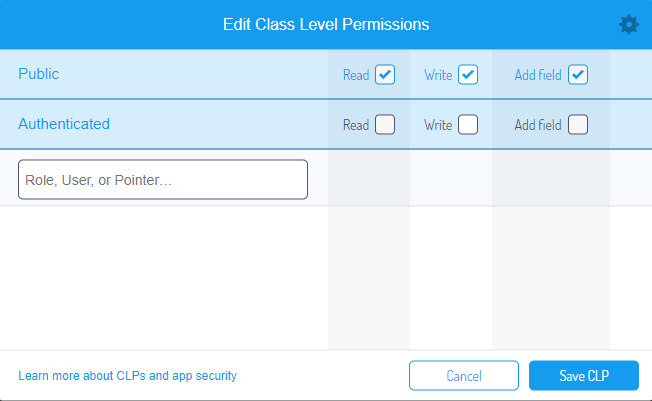 Edit Class Level Permissions
Public Read Write Add field
Authenticated Read Write Add field
Role, User, or Pointer...
Learn more about CLPs and app security Cancel Save CLP